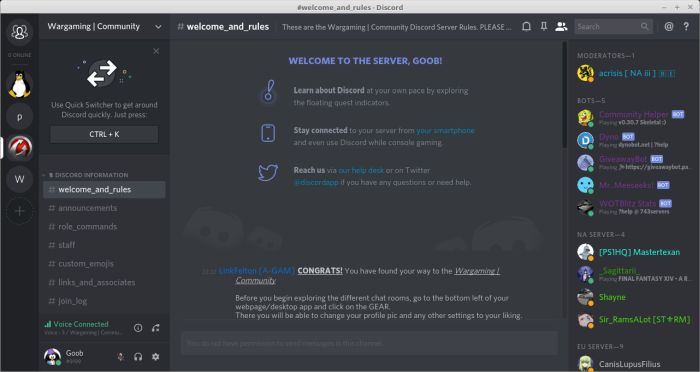 #welcome_and_rules - Discord
Wargaming | Community
# welcome_and_rules
These are the Wargaming | Community Discord Server Rules. PLEASE ...
Search
0 ONLINE
p
W
Use Quick Switcher to get around
Discord quickly. Just press:
CTRL + K
DISCORD INFORMATION
# welcome_and_rules
# announcements
# role_commands
# staff
# custom_emojis
# links_and_associates
# join_log
Voice Connected
Goob
WELCOME TO THE SERVER, GOOB!
Learn about Discord at your own pace by exploring
the floating quest indicators.
Stay connected to your server from your smartphone
and even use Discord while console gaming.
Reach us via our help desk or on Twitter
@discordapp if you have any questions or need help.
LinkFelton [A-GAM] CONGRATS! You have found your way to the Wargaming |
Community
Before you begin exploring the different chat rooms, go to the bottom left of your
webpage/desktop app and click on the GEAR.
There you will be able to change your profile pic and any other settings to your liking.
You do not have permission to send messages in this channel.
MODERATORS—1
acrisis [ NA iii ]
BOTS—5
Community Helper BOT
Playing v0.30.7 Skeletal :)
Dyno BOT
Playing dynobot.net | ?help
GiveawayBot BOT
Playing https://giveawaybot.pa
Mr. Meeseeks! BOT
WOTBlitz Stats BOT
Playing ?help @ 743servers
NA SERVER—4
[PS1HQ] Mastertexan
_Sagittarii_
Playing FINAL FANTASY XIV - A R
Shayne
Sir_RamsALot [ST☥RM]
EU SERVER—9
CanisLupusFilius